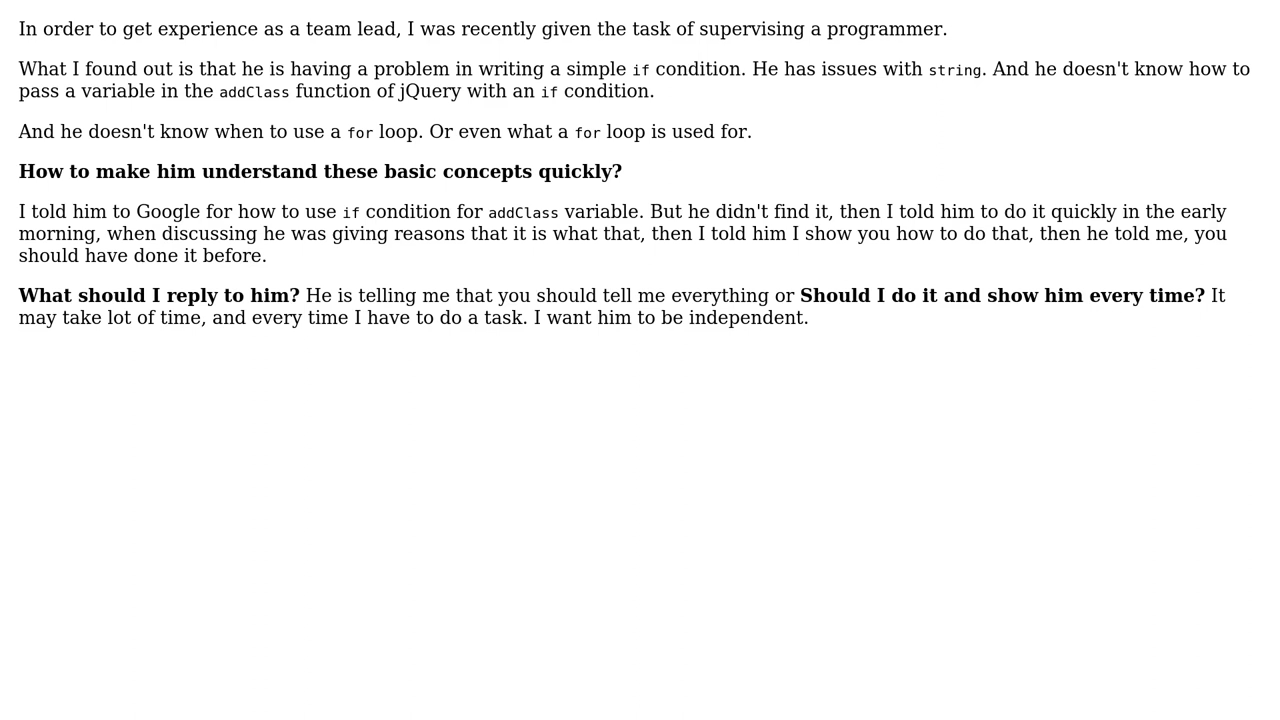 In order to get experience as a team lead, I was recently given the task of supervising a programmer.
What I found out is that he is having a problem in writing a simple if condition. He has issues with string. And he doesn't know how to
pass a variable in the addClass function of jQuery with an if condition.
And he doesn't know when to use a for loop. Or even what a for loop is used for.
How to make him understand these basic concepts quickly?
I told him to Google for how to use if condition for addClass variable. But he didn't find it, then I told him to do it quickly in the early
morning, when discussing he was giving reasons that it is what that, then I told him I show you how to do that, then he told me, you
should have done it before.
What should I reply to him? He is telling me that you should tell me everything or Should I do it and show him every time? It
may take lot of time, and every time I have to do a task. I want him to be independent.